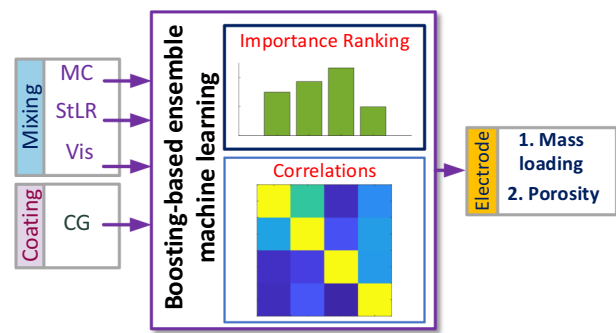 Mixing
MC
StLR
Vis
Coating
CG
Boosting-based ensemble
machine learning
Importance Ranking
Correlations
Electrode
1. Mass
loading
2. Porosity